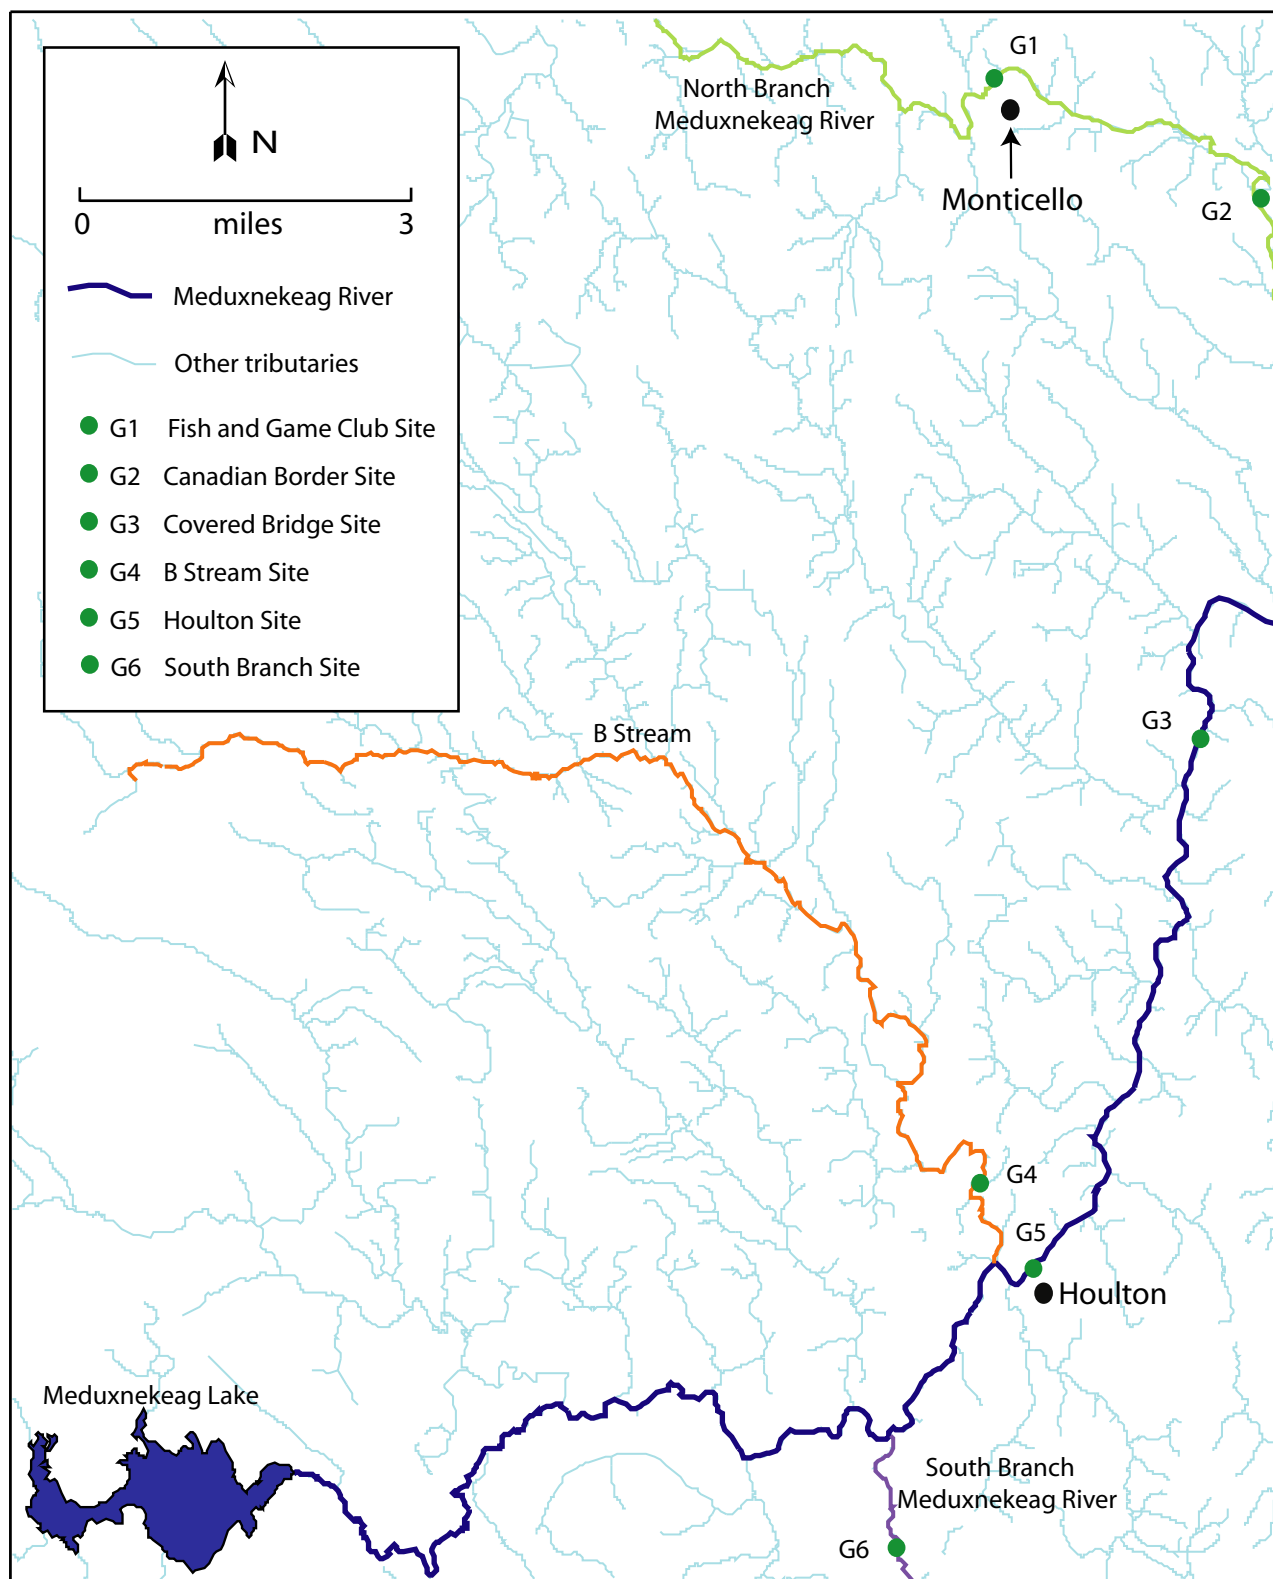 N
0 miles 3
Meduxnekeag River
Other tributaries
G1 Fish and Game Club Site
G2 Canadian Border Site
G3 Covered Bridge Site
G4 B Stream Site
G5 Houlton Site
G6 South Branch Site
G1
North Branch
Meduxnekeag River
Monticello
G2
G3
B Stream
G4
G5
Houlton
Meduxnekeag Lake
South Branch
Meduxnekeag River
G6